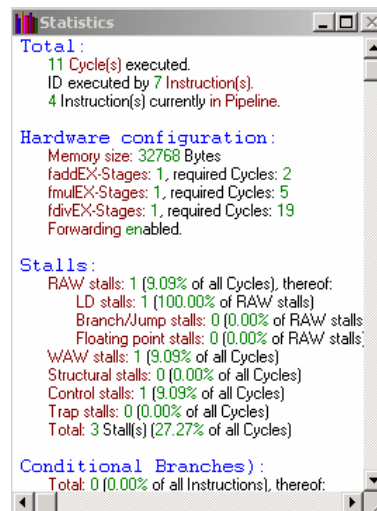 Statistics
Total:
11 Cycle(s) executed.
ID executed by 7 Instruction(s).
4 Instruction(s) currently in Pipeline.
Hardware configuration:
Memory size: 32768 Bytes
faddEX-Stages: 1, required Cycles: 2
fmulEX-Stages: 1, required Cycles: 5
fdivEX-Stages: 1, required Cycles: 19
Forwarding enabled.
Stalls:
RAW stalls: 1 (9.09% of all Cycles), thereof:
LD stalls: 1 (100.00% of RAW stalls)
Branch/Jump stalls: 0 (0.00% of RAW stalls
Floating point stalls: 0 (0.00% of RAW stalls)
WAW stalls: 1 (9.09% of all Cycles)
Structural stalls: 0 (0.00% of all Cycles)
Control stalls: 1 (9.09% of all Cycles)
Trap stalls: 0 (0.00% of all Cycles)
Total: 3 Stall(s) (27.27% of all Cycles)
Conditional Branches):
Total: 0 (0.00% of all Instructions), thereof: